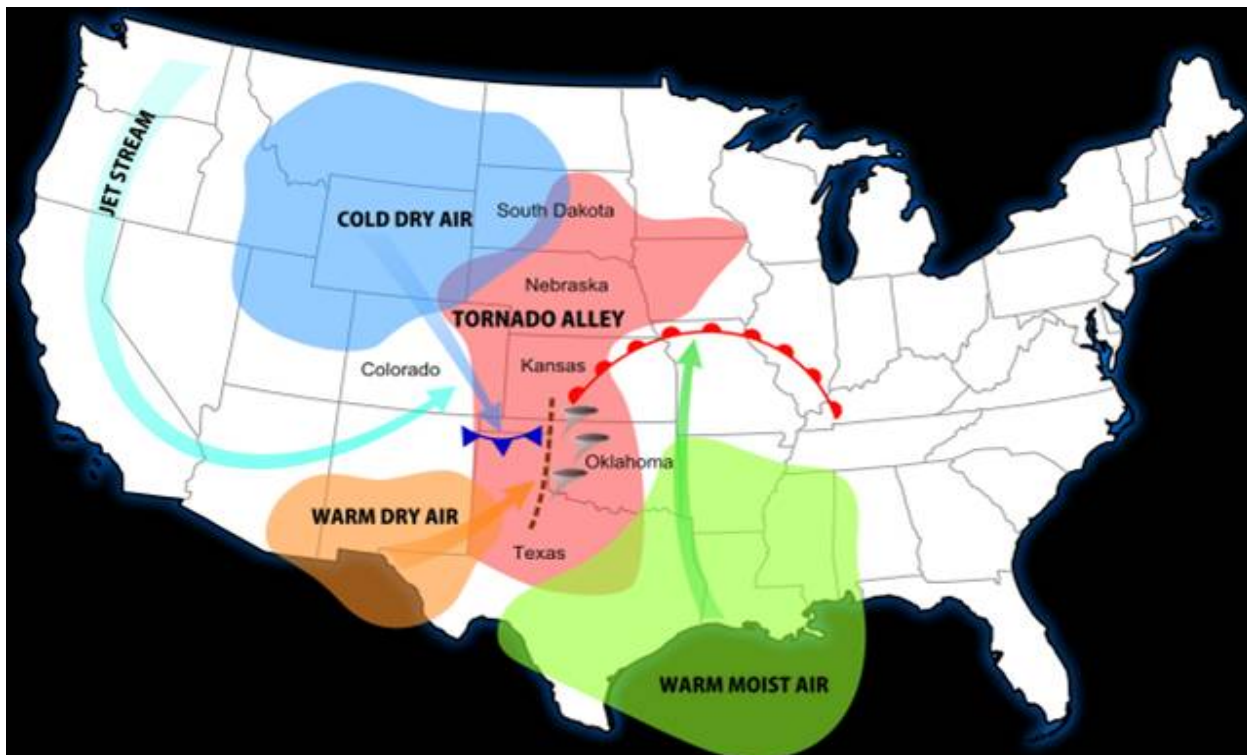 JET STREAM
COLD DRY AIR
South Dakota
Nebraska
TORNADO ALLEY
Colorado
Kansas
Oklahoma
WARM DRY AIR
Texas
WARM MOIST AIR